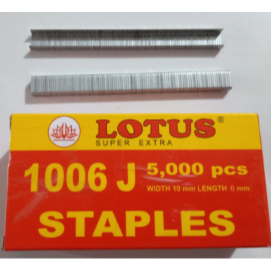 LOTUS®
SUPER EXTRA
1006 J
5,000 pcs
WIDTH 10 mm LENGTH 6 mm
STAPLES